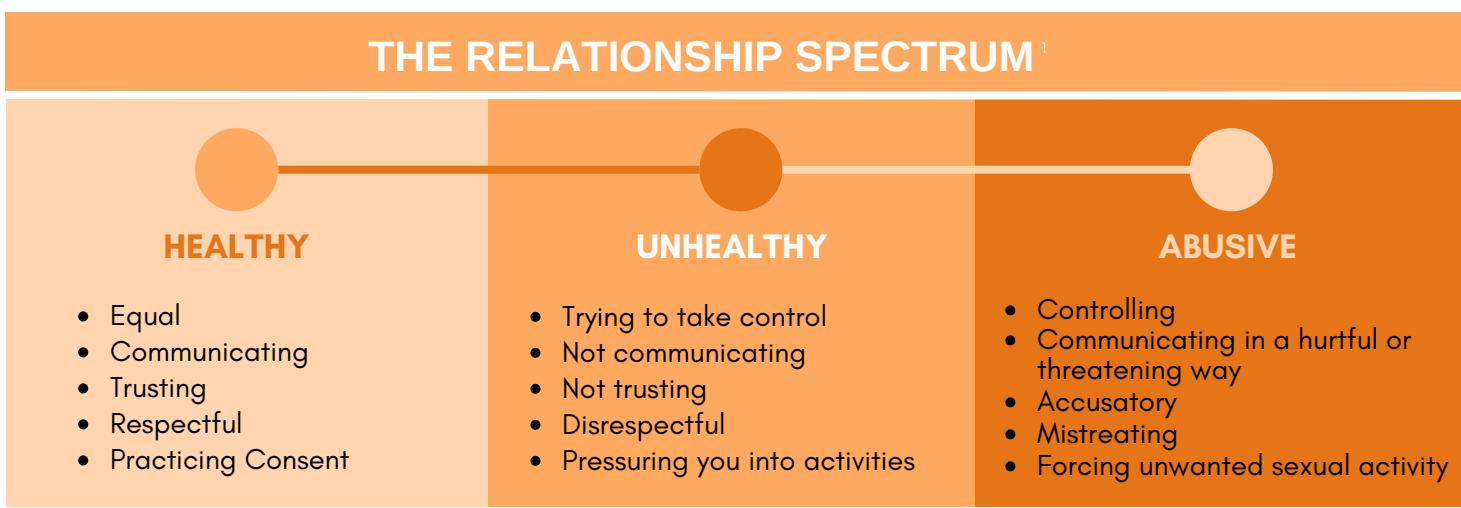 THE RELATIONSHIP SPECTRUM 1
HEALTHY
• Equal
• Communicating
• Trusting
• Respectful
• Practicing Consent
UNHEALTHY
• Trying to take control
• Not communicating
• Not trusting
• Disrespectful
• Pressuring you into activities
ABUSIVE
• Controlling
• Communicating in a hurtful or
threatening way
• Accusatory
• Mistreating
• Forcing unwanted sexual activity